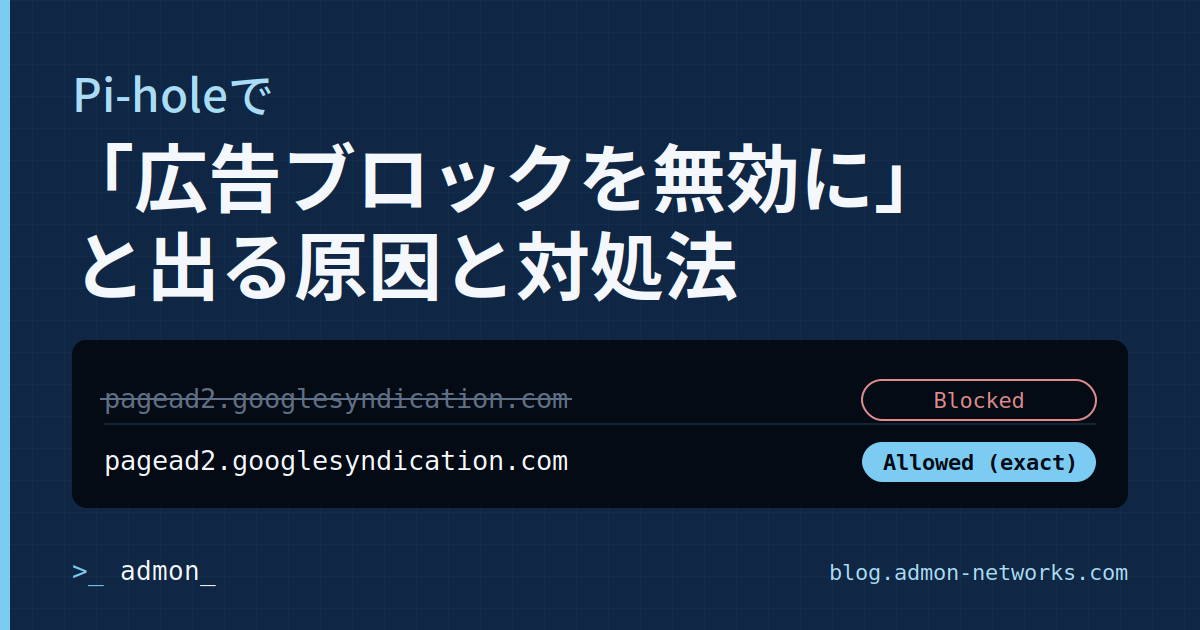 Pi-holeで
「広告ブロックを無効に」
と出る原因と対処法
pagead2.googlesyndication.com Blocked
pagead2.googlesyndication.com Allowed (exact)
>_ admon_ blog.admon-networks.com